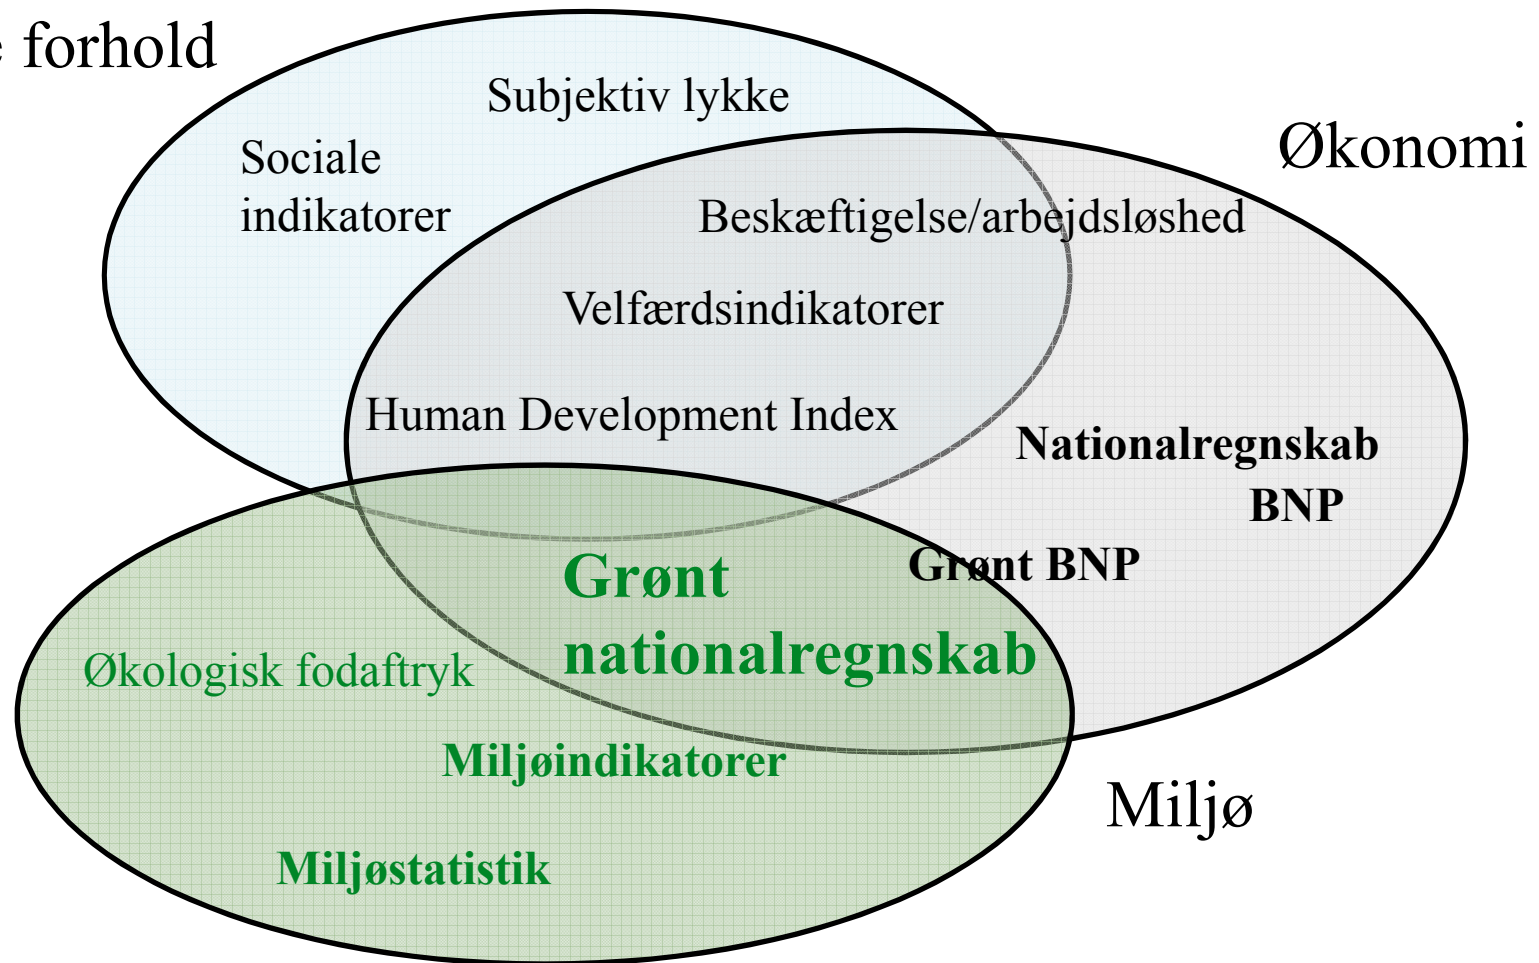 forhold
Subjektiv lykke
Økonomi
Sociale
indikatorer
Beskæftigelse/arbejdsløshed
Velfærdsindikatorer
Human Development Index
Nationalregnskab
BNP
Grønt BNP
Grønt
nationalregnskab
Økologisk fodaftryk
Miljøindikatorer
Miljø
Miljøstatistik